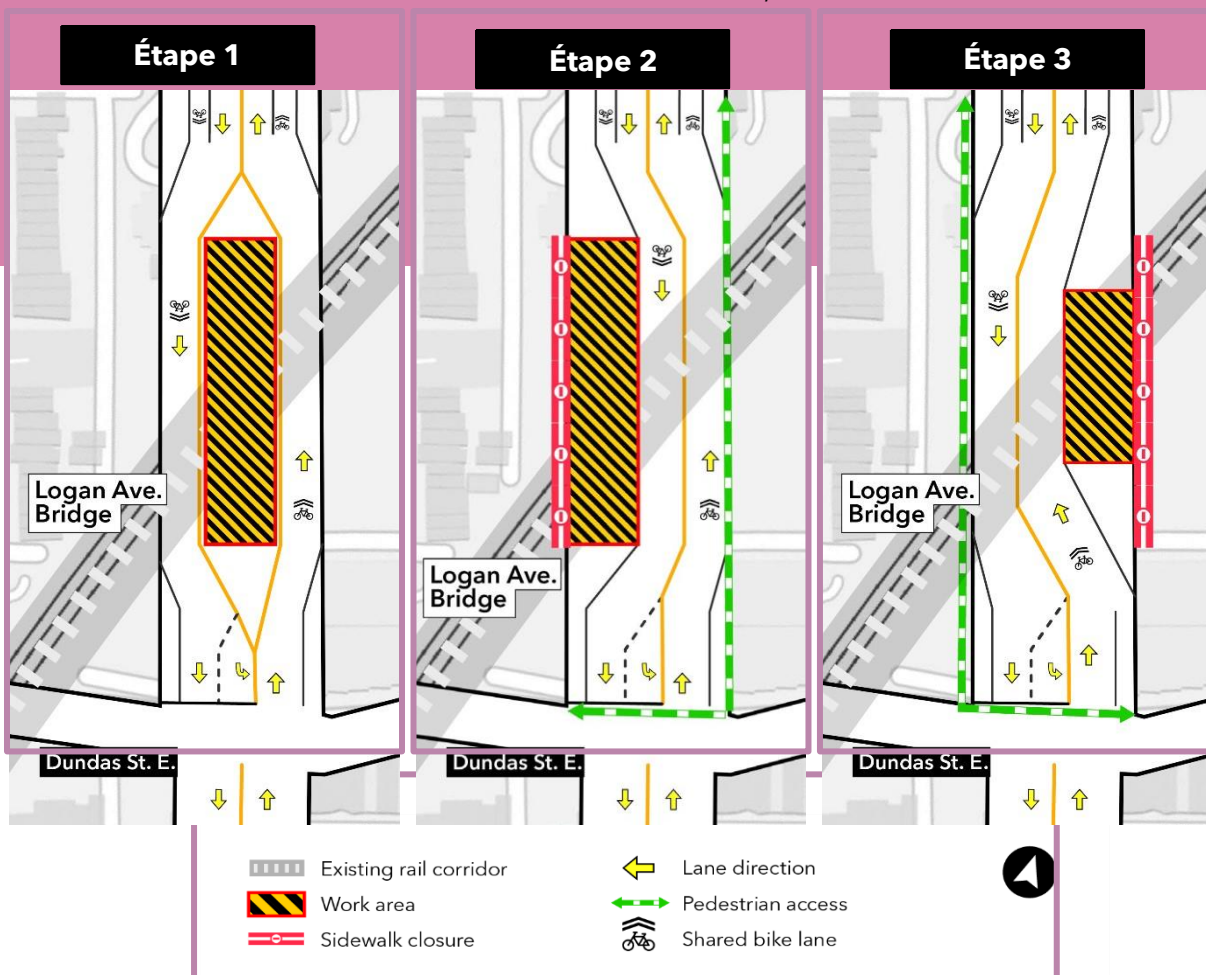 Étape 1
Étape 2
Étape 3
Logan Ave.
Bridge
Logan Ave.
Bridge
Logan Ave.
Bridge
Dundas St. E.
Dundas St. E.
Dundas St. E.
Existing rail corridor
Work area
Sidewalk closure
Lane direction
Pedestrian access
Shared bike lane